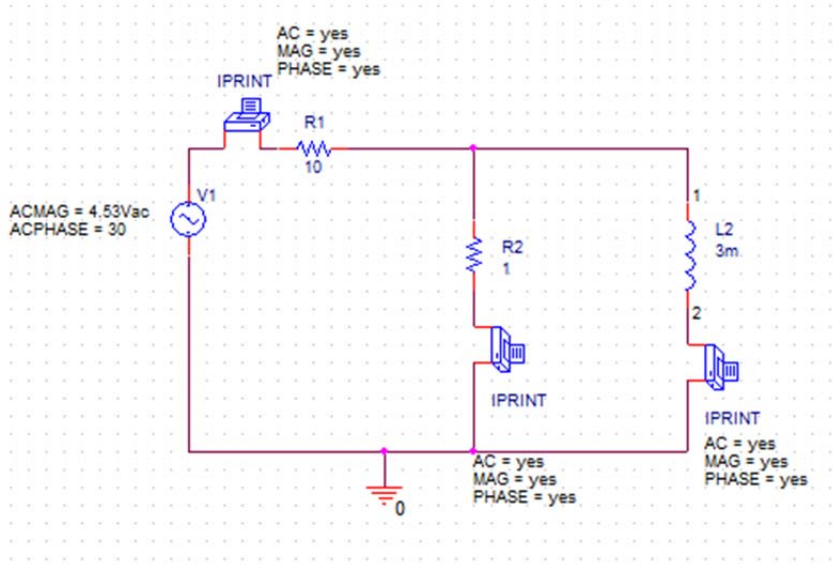 AC = yes
MAG = yes
PHASE = yes
IPRINT
R1
10
V1
ACMAG = 4.53Vac
ACPHASE = 30
1
L2
3m
R2
1
2
IPRINT
IPRINT
AC = yes
MAG = yes
PHASE = yes
AC = yes
MAG = yes
PHASE = yes
0